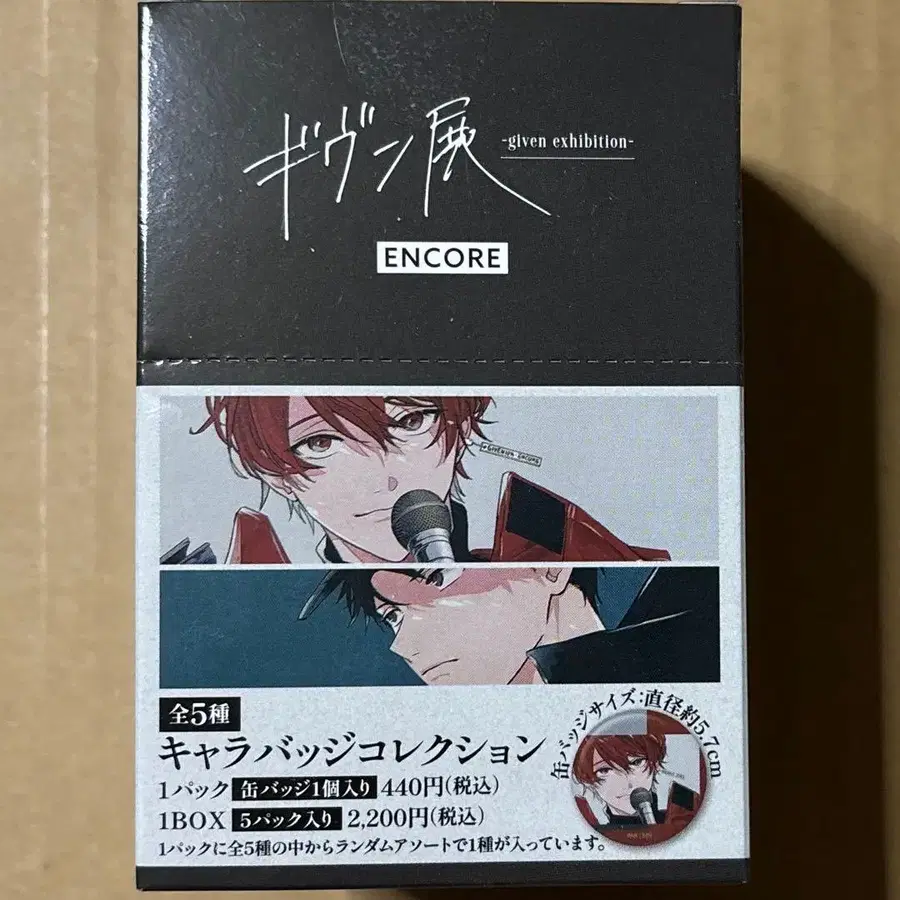 ギヴン展
-given exhibition-
ENCORE
全5種
キャラバッジコレクション
1パック 缶バッジ1個入り 440円(税込)
1BOX 5パック入り 2,200円(税込)
1パックに全5種の中からランダムアソートで1種が入っています。
缶バッジサイズ:直径約5.7cm